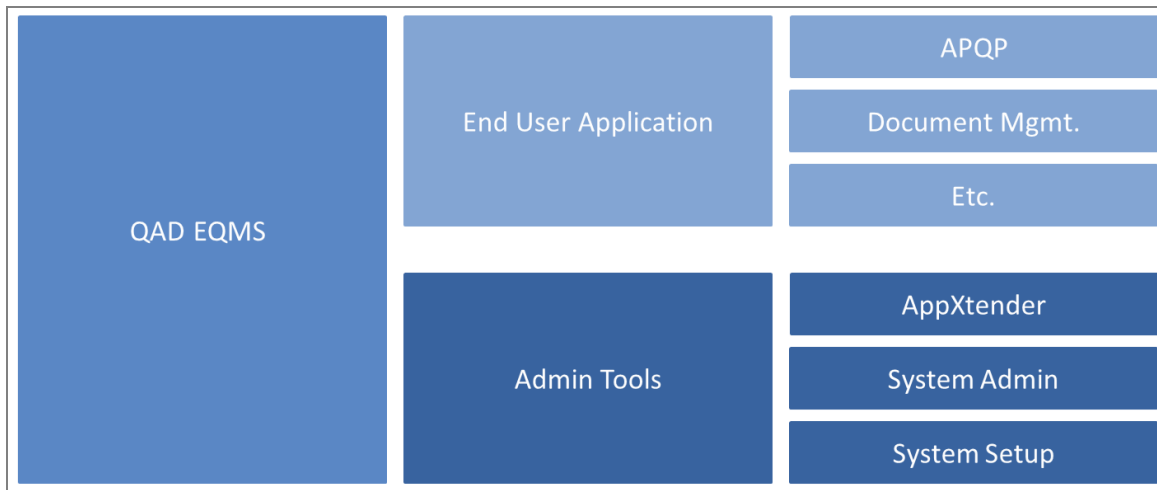 QAD EQMS
End User Application
APQP
Document Mgmt.
Etc.
Admin Tools
AppXtender
System Admin
System Setup